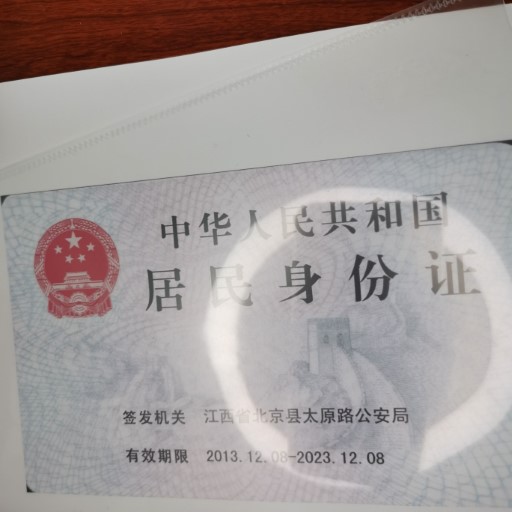 中华人民共和国
居民身份证
签发机关 江西省北京县太原路公安局
有效期限 2013.12.08-2023.12.08